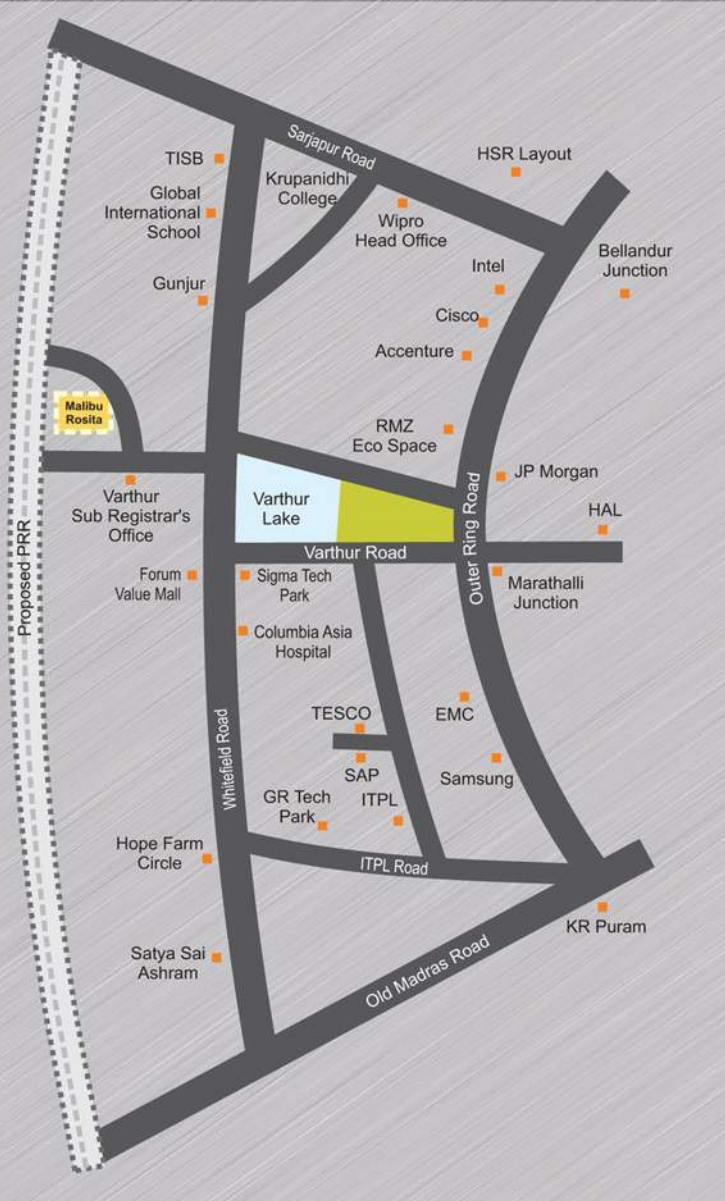 Sarjapur Road
HSR Layout
TISB
Krupanidhi
College
Global
International
School
Wipro
Head Office
Bellandur
Junction
Intel
Gunjur
Cisco
Accenture
Malibu
Rosita
RMZ
Eco Space
JP Morgan
Varthur
Sub Registrar's
Office
Varthur
Lake
HAL
Outer Ring Road
Varthur Road
Proposed PRR
Forum
Value Mall
Sigma Tech
Park
Marathalli
Junction
Columbia Asia
Hospital
Whitefield Road
TESCO
EMC
SAP
Samsung
GR Tech
Park
ITPL
Hope Farm
Circle
ITPL Road
KR Puram
Satya Sai
Ashram
Old Madras Road